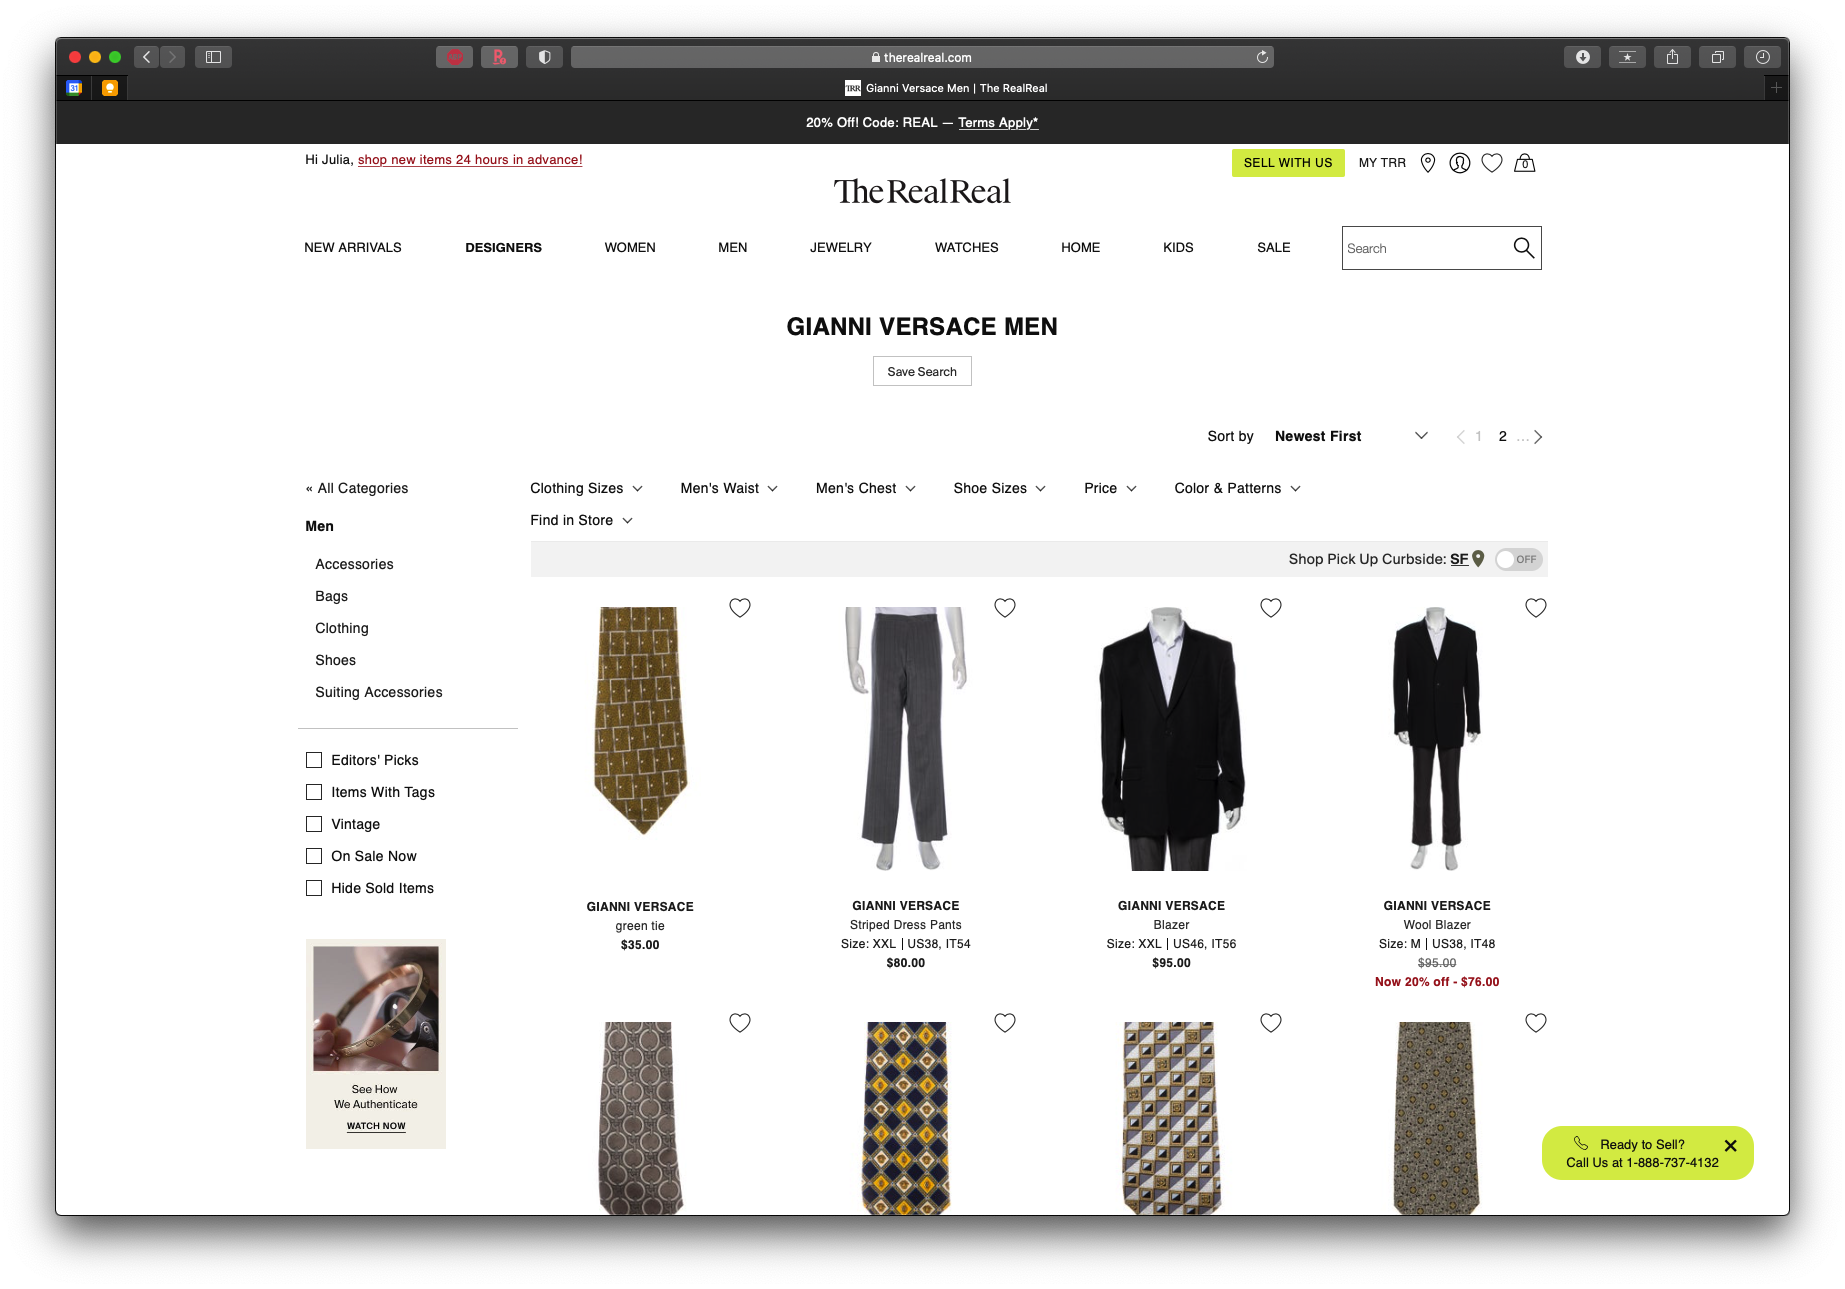 therealreal.com
31
TRR Gianni Versace Men | The RealReal
20% Off! Code: REAL — Terms Apply*
Hi Julia, shop new items 24 hours in advance!
SELL WITH US
MY TRR
0
The RealReal
NEW ARRIVALS
DESIGNERS
WOMEN
MEN
JEWELRY
WATCHES
HOME
KIDS
SALE
Search
GIANNI VERSACE MEN
Save Search
Sort by Newest First
1 2 ...
« All Categories
Men
Accessories
Bags
Clothing
Shoes
Suiting Accessories
Editors' Picks
Items With Tags
Vintage
On Sale Now
Hide Sold Items
See How
We Authenticate
WATCH NOW
Clothing Sizes
Men's Waist
Men's Chest
Shoe Sizes
Price
Color & Patterns
Find in Store
Shop Pick Up Curbside: SF OFF
GIANNI VERSACE
green tie
$35.00
GIANNI VERSACE
Striped Dress Pants
Size: XXL | US38, IT54
$80.00
GIANNI VERSACE
Blazer
Size: XXL | US46, IT56
$95.00
GIANNI VERSACE
Wool Blazer
Size: M | US38, IT48
$95.00
Now 20% off - $76.00
Ready to Sell?
Call Us at 1-888-737-4132